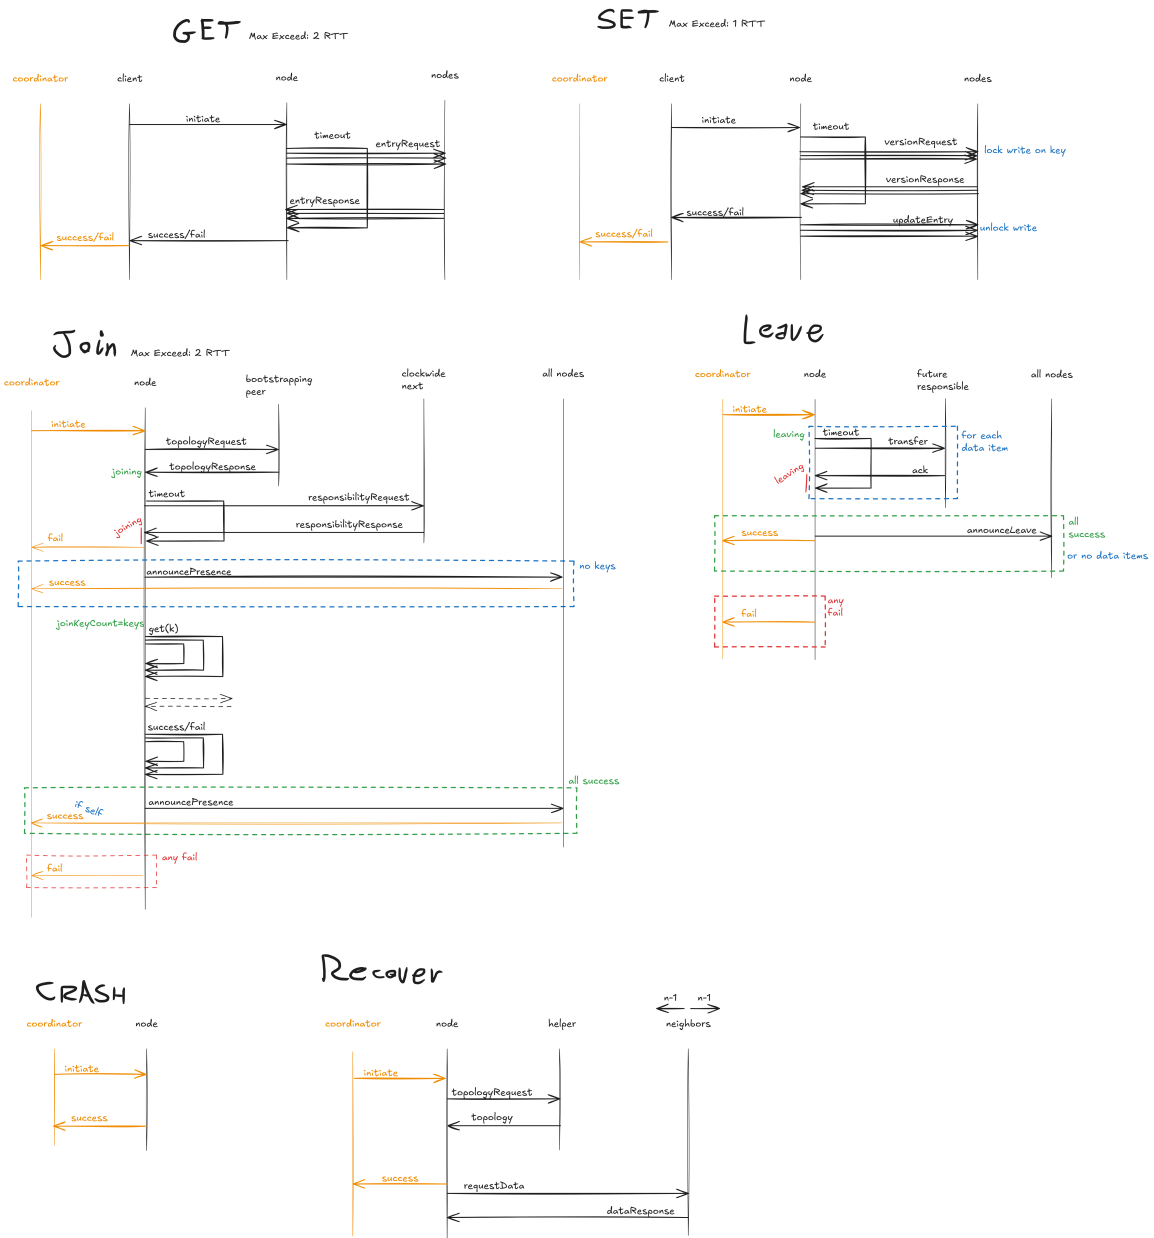 GET Max Exceed: 2 RTT
coordinator client node nodes
initiate
timeout
entryRequest
entryResponse
success/fail
success/fail
SET Max Exceed: 1 RTT
coordinator client node nodes
initiate
timeout
versionRequest
lock write on key
versionResponse
success/fail
updateEntry
unlock write
success/fail
Join Max Exceed: 2 RTT
coordinator node
bootstrapping
peer
clockwide
next
all nodes
initiate
topologyRequest
topologyResponse
joining
timeout
responsibilityRequest
joining
responsibilityResponse
fail
no keys
announcePresence
success
joinKeyCount=keys
get(k)
success/fail
all success
if self
announcePresence
success
any fail
fail
Leave
coordinator node
future
responsible
all nodes
initiate
leaving
timeout
transfer
for each
data item
leaving
ack
all
success
announceLeave
success
or no data items
any
fail
fail
CRASH
coordinator node
initiate
success
Recover
n-1 n-1
coordinator node helper neighbors
initiate
topologyRequest
topology
success
requestData
dataResponse